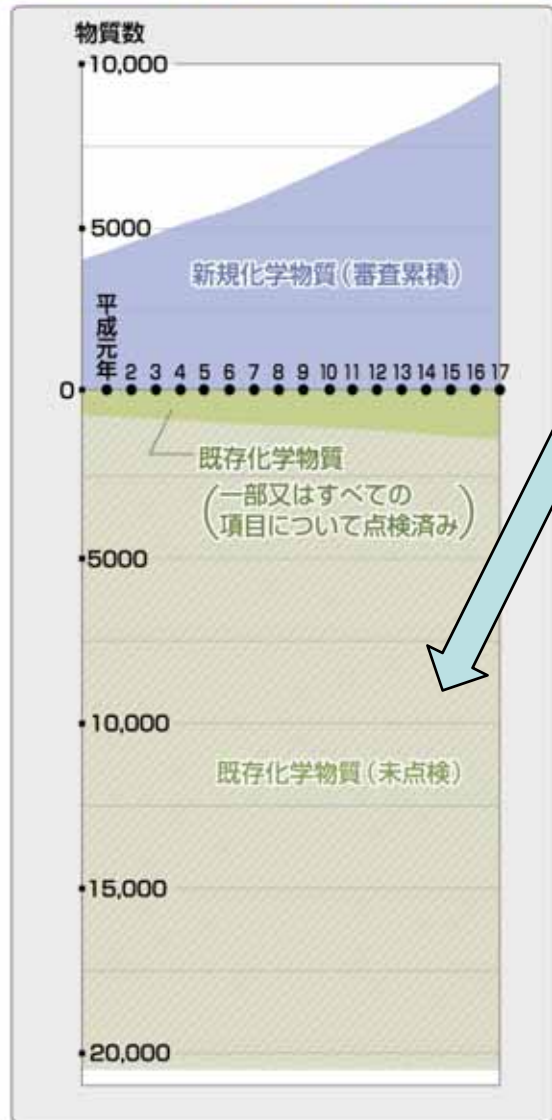 物質数
10,000
5000
新規化学物質（審査累積）
平成元年 2 3 4 5 6 7 8 9 10 11 12 13 14 15 16 17
0
既存化学物質
（一部又はすべての
項目について点検済み）
5000
10,000
既存化学物質（未点検）
15,000
20,000